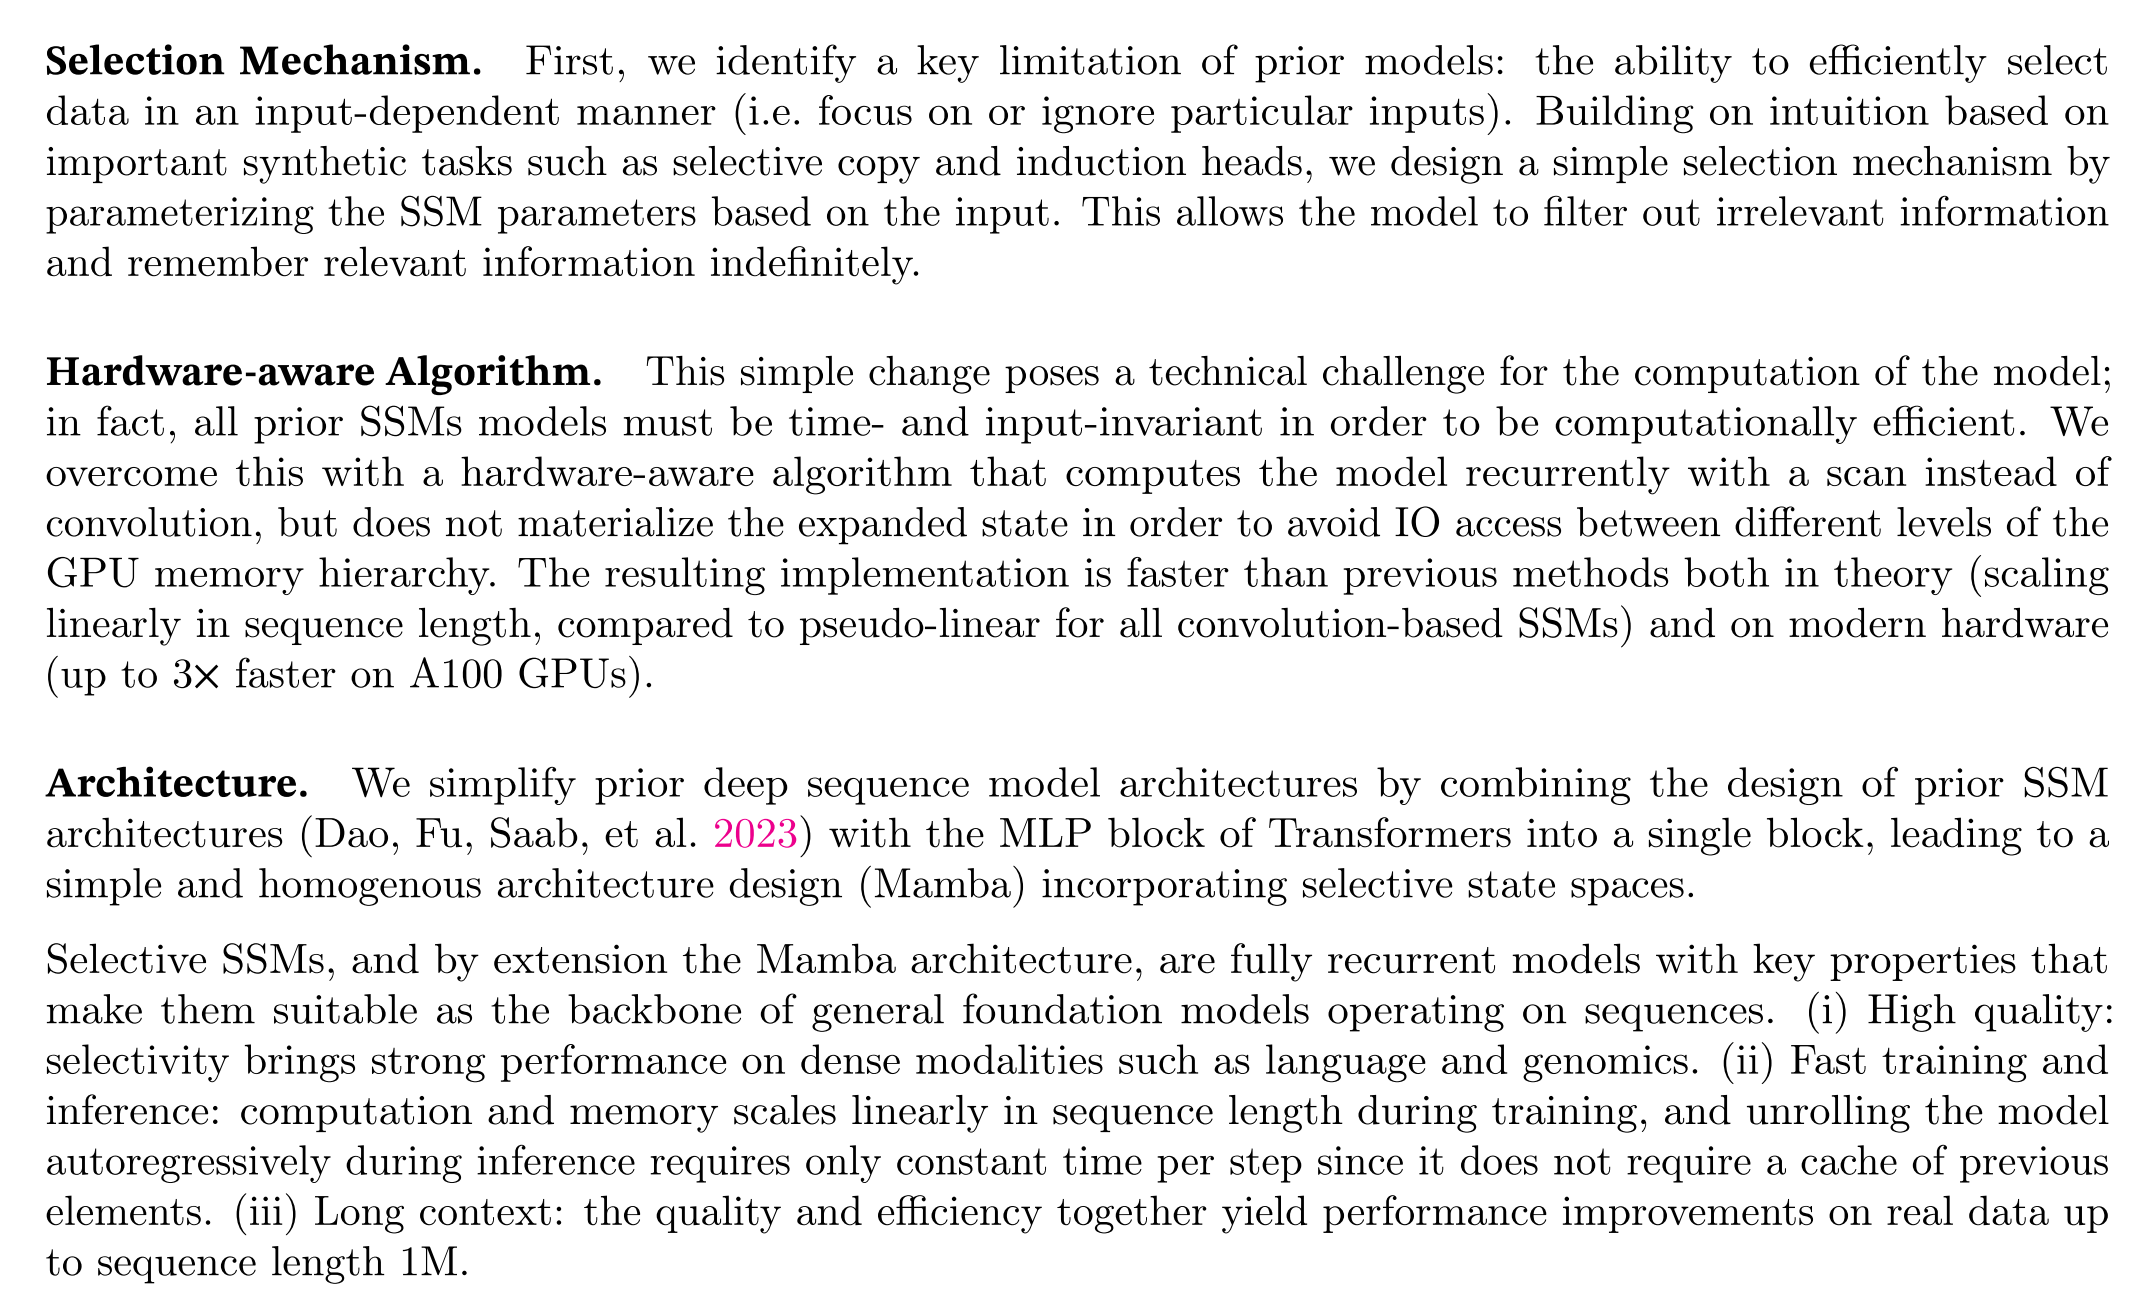 Selection Mechanism. First, we identify a key limitation of prior models: the ability to efficiently select
data in an input-dependent manner (i.e. focus on or ignore particular inputs). Building on intuition based on
important synthetic tasks such as selective copy and induction heads, we design a simple selection mechanism by
parameterizing the SSM parameters based on the input. This allows the model to filter out irrelevant information
and remember relevant information indefinitely.
Hardware-aware Algorithm. This simple change poses a technical challenge for the computation of the model;
in fact, all prior SSMs models must be time- and input-invariant in order to be computationally efficient. We
overcome this with a hardware-aware algorithm that computes the model recurrently with a scan instead of
convolution, but does not materialize the expanded state in order to avoid IO access between different levels of the
GPU memory hierarchy. The resulting implementation is faster than previous methods both in theory (scaling
linearly in sequence length, compared to pseudo-linear for all convolution-based SSMs) and on modern hardware
(up to 3× faster on A100 GPUs).
Architecture. We simplify prior deep sequence model architectures by combining the design of prior SSM
architectures (Dao, Fu, Saab, et al. 2023) with the MLP block of Transformers into a single block, leading to a
simple and homogenous architecture design (Mamba) incorporating selective state spaces.
Selective SSMs, and by extension the Mamba architecture, are fully recurrent models with key properties that
make them suitable as the backbone of general foundation models operating on sequences. (i) High quality:
selectivity brings strong performance on dense modalities such as language and genomics. (ii) Fast training and
inference: computation and memory scales linearly in sequence length during training, and unrolling the model
autoregressively during inference requires only constant time per step since it does not require a cache of previous
elements. (iii) Long context: the quality and efficiency together yield performance improvements on real data up
to sequence length 1M.